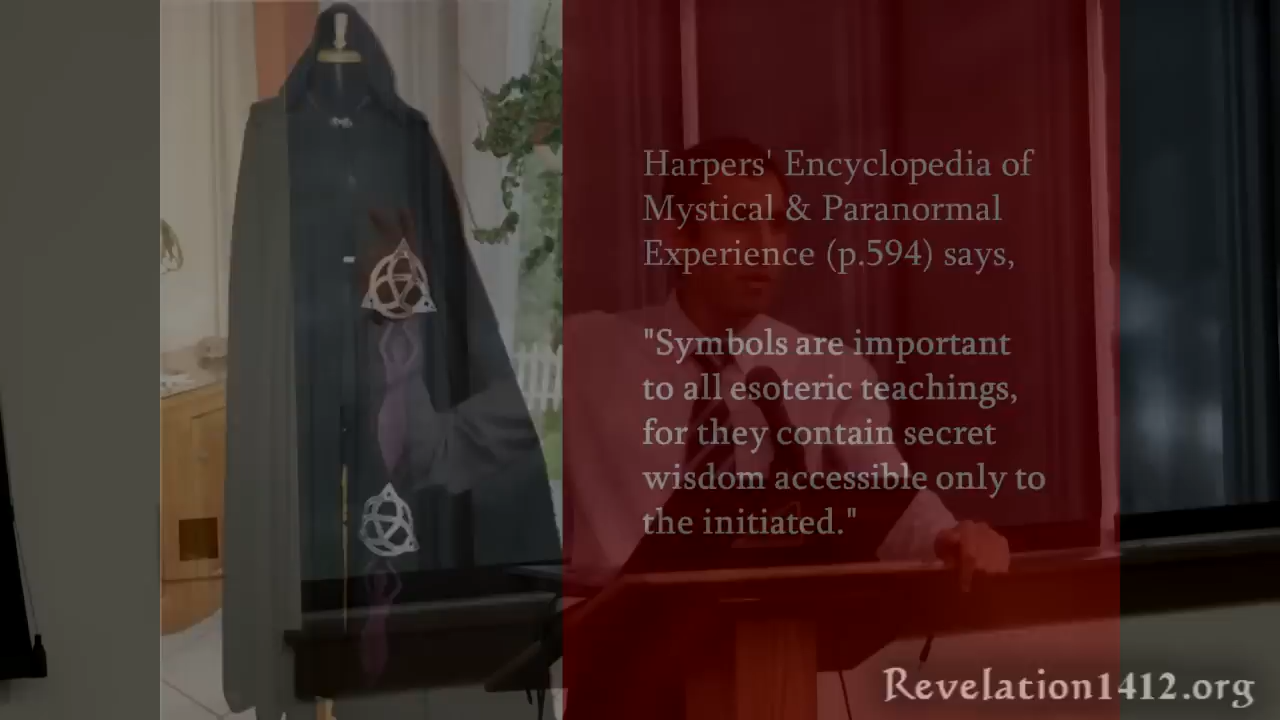 Harpers' Encyclopedia of
Mystical & Paranormal
Experience (p.594) says,
"Symbols are important
to all esoteric teachings,
for they contain secret
wisdom accessible only to
the initiated."
Revelation1412.org